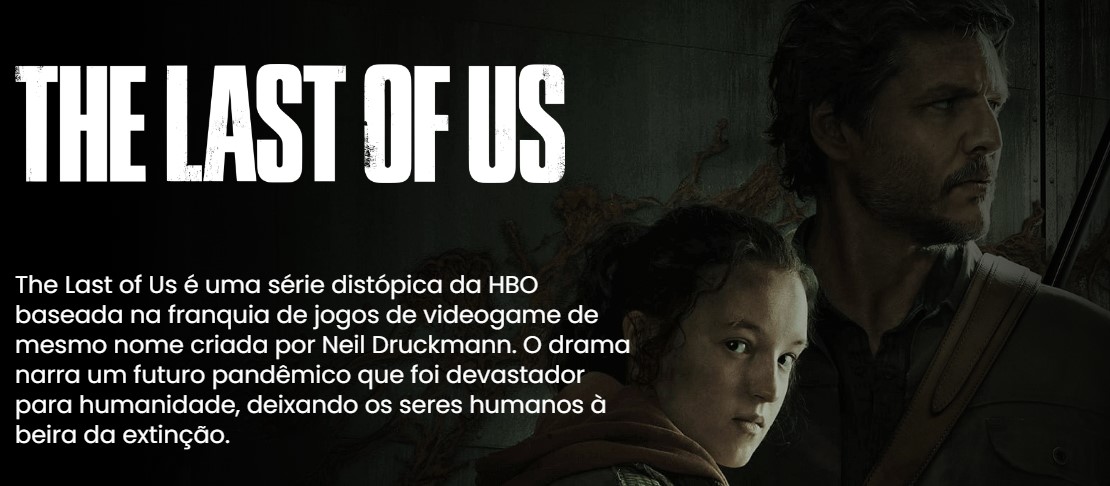 THE LAST OF US
The Last of Us é uma série distópica da HBO
baseada na franquia de jogos de videogame de
mesmo nome criada por Neil Druckmann. O drama
narra um futuro pandêmico que foi devastador
para humanidade, deixando os seres humanos à
beira da extinção.